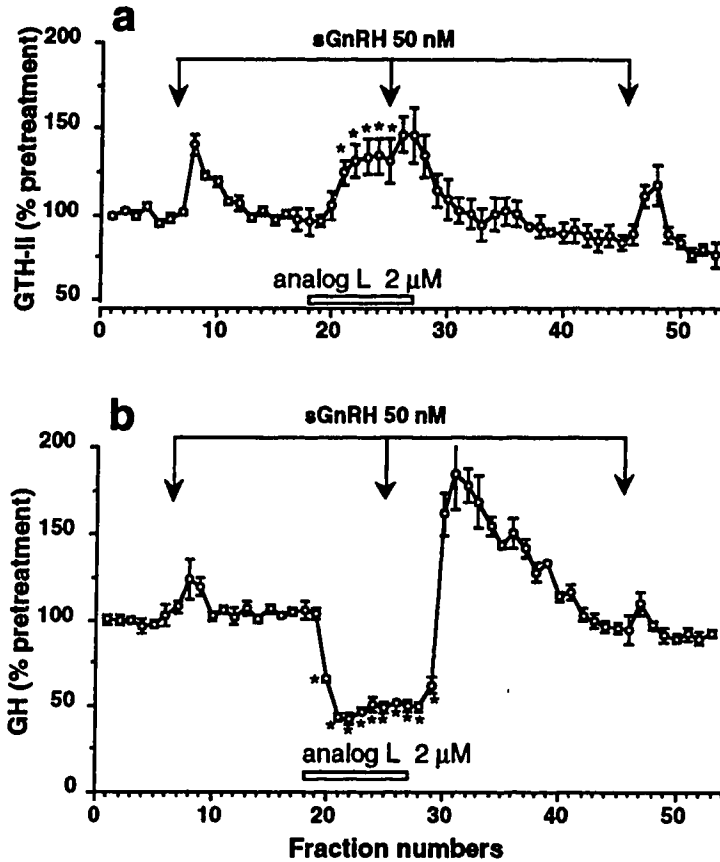 a
sGnRH 50 nM
200
150
100
50
GTH-II (% pretreatment)
* * * * *
analog L 2 µM
0 10 20 30 40 50
b
sGnRH 50 nM
200
150
100
50
0
GH (% pretreatment)
* * * * * * * * * * *
analog L 2 µM
0 10 20 30 40 50
Fraction numbers